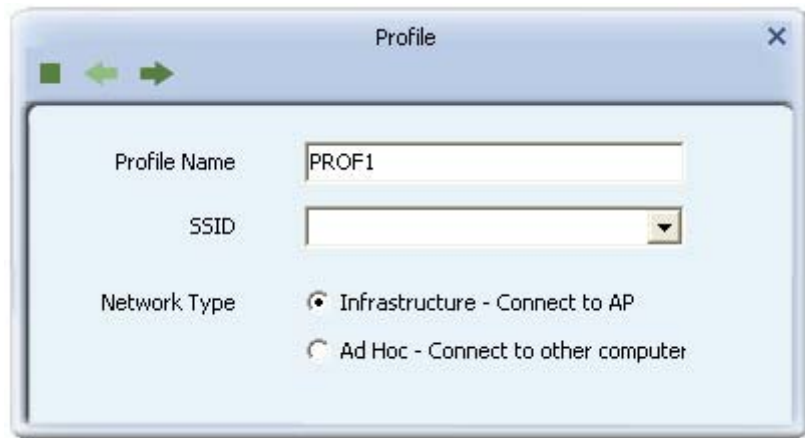 Profile
Profile Name PROF1
SSID
Network Type Infrastructure - Connect to AP
Ad Hoc - Connect to other computer